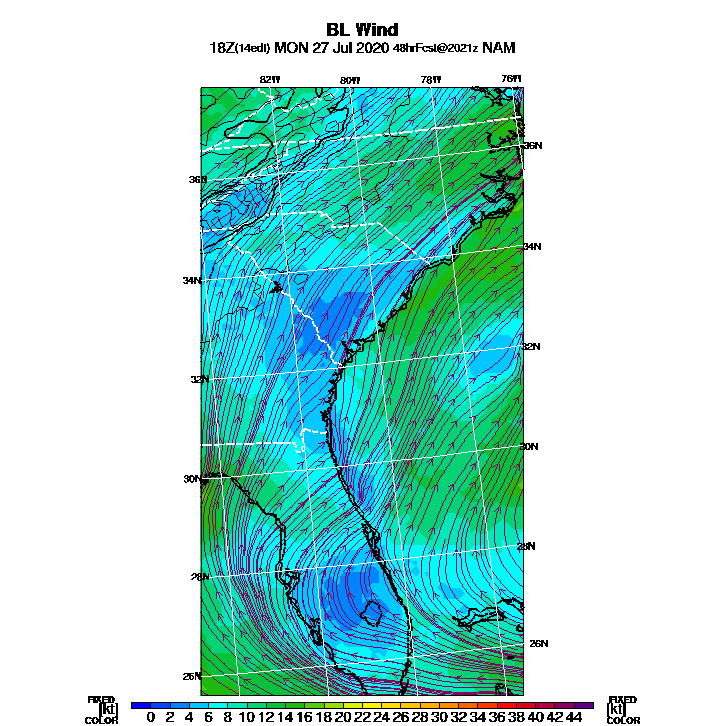 BL Wind
18Z(14edt) MON 27 Jul 2020 48hrFcst@2021z NAM
82W 80W 78W 76W
36N 36N
34N 34N
32N 32N
30N 30N
28N 28N
26N 26N
FIXED FIXED
[kt] 0 2 4 6 8 10 12 14 16 18 20 22 24 26 28 30 32 34 36 38 40 42 44 [kt]
COLOR COLOR